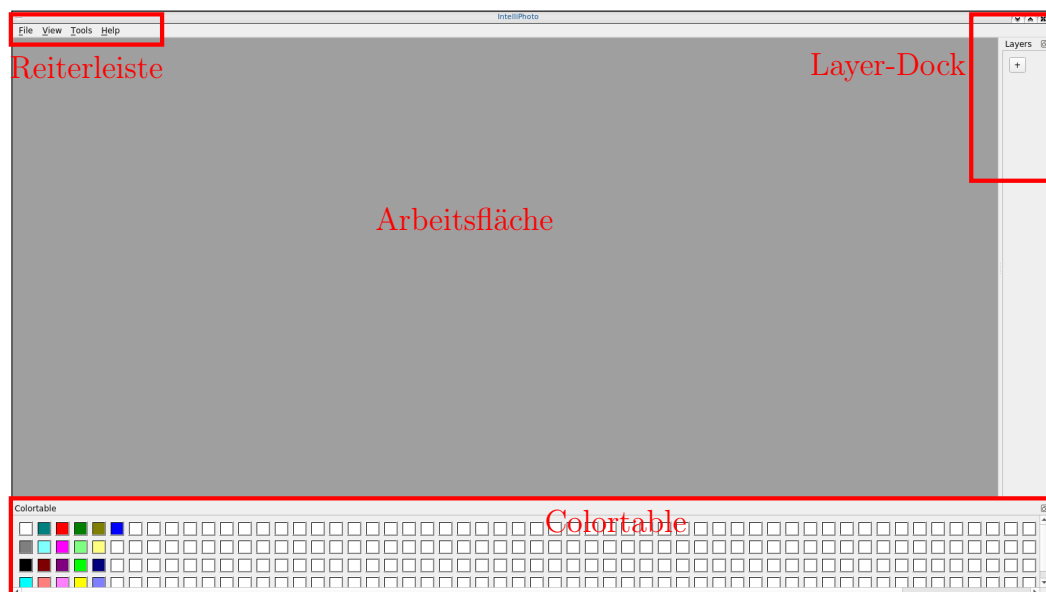 IntelliPhoto
File View Tools Help
Layers
Reiterleiste
Layer-Dock
+
Arbeitsfläche
Colortable
Colortable